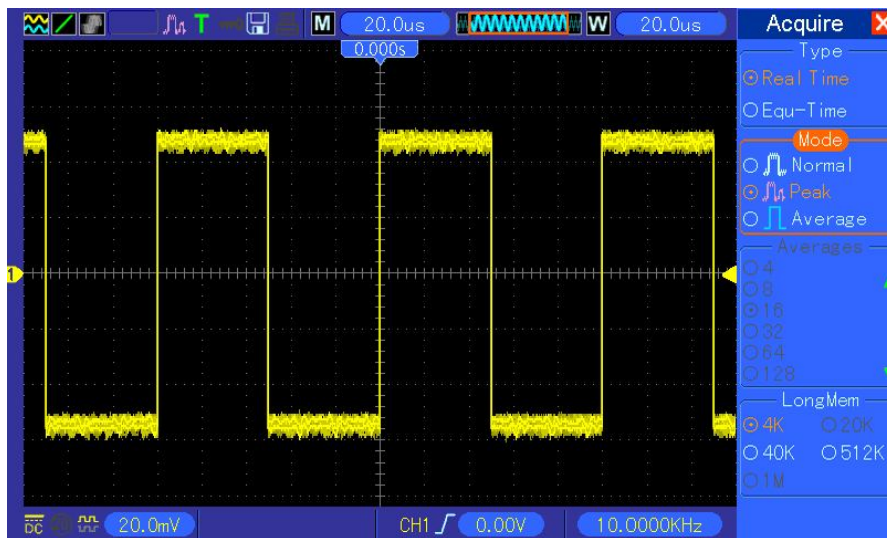 T M 20.0us W 20.0us
0.000s
Acquire X
Type
Real Time
Equ-Time
Mode
Normal
Peak
Average
Averages
4
8
16
32
64
128
LongMem
4K 20K
40K 512K
1M
1
DC 20.0mV CH1 0.00V 10.0000KHz